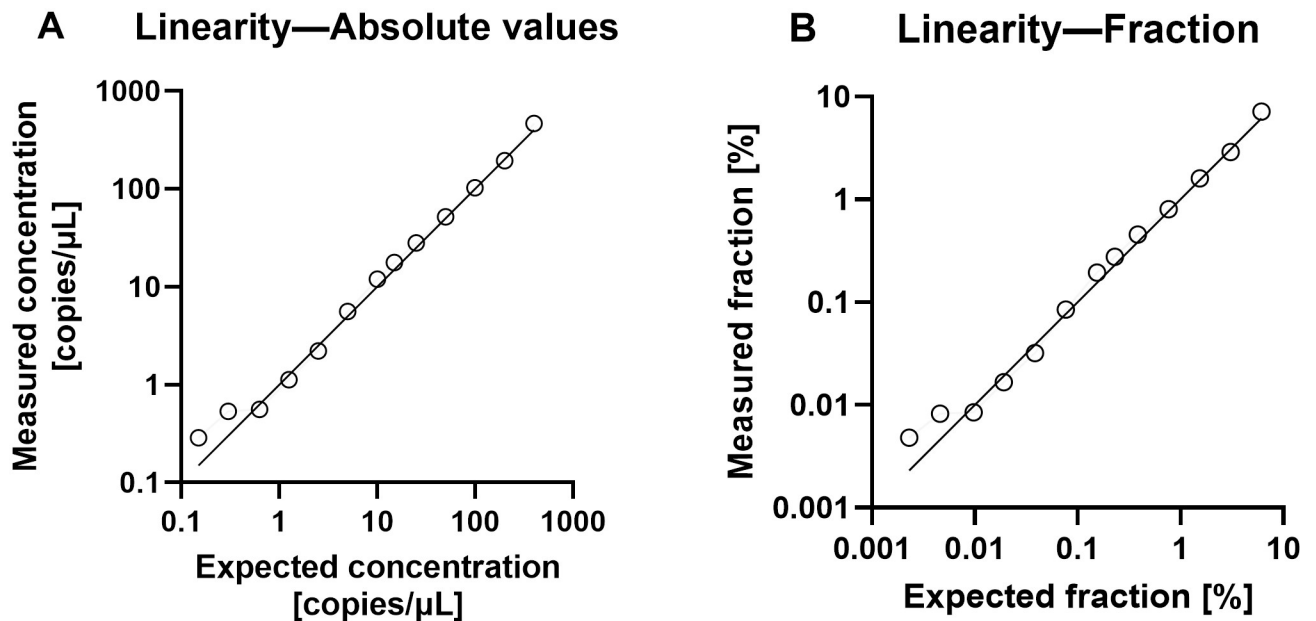 A Linearity—Absolute values
Measured concentration
[copies/µL]
1000
100
10
1
0.1
0.1 1 10 100 1000
Expected concentration
[copies/µL]
B Linearity—Fraction
Measured fraction [%]
10
1
0.1
0.01
0.001
0.001 0.01 0.1 1 10
Expected fraction [%]